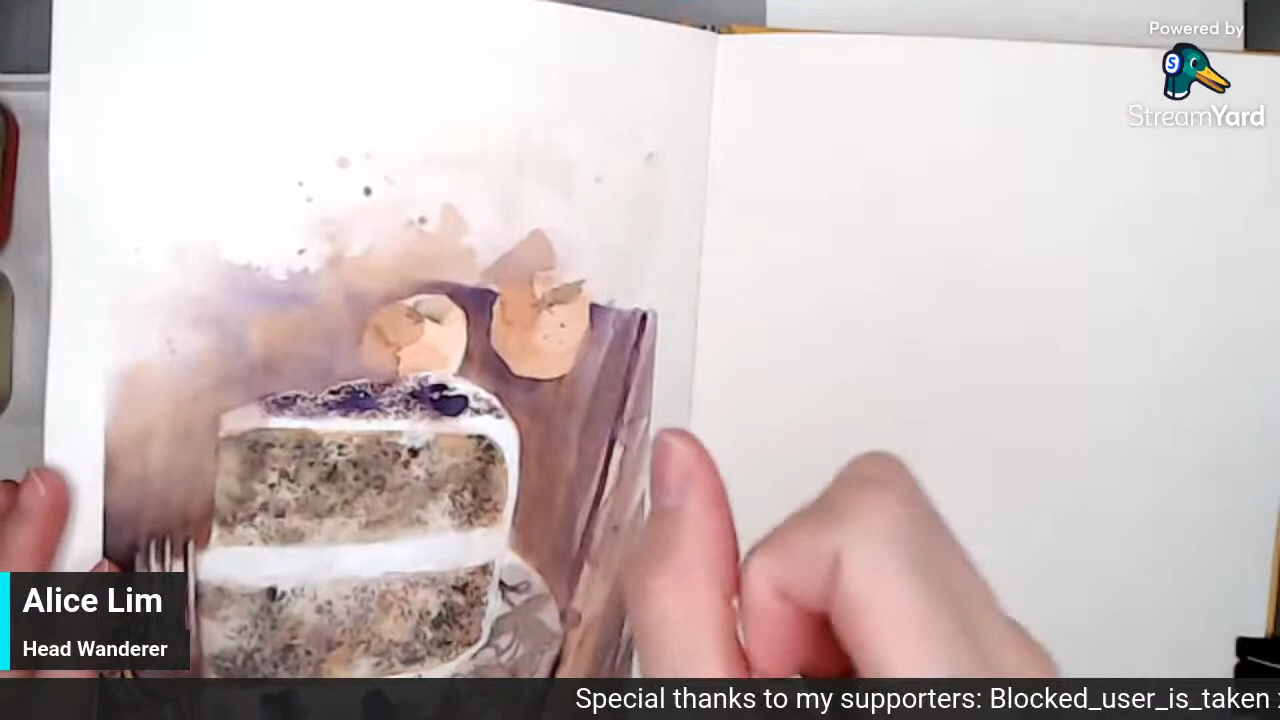 Powered by
S
StreamYard
Alice Lim
Head Wanderer
Special thanks to my supporters: Blocked_user_is_taken